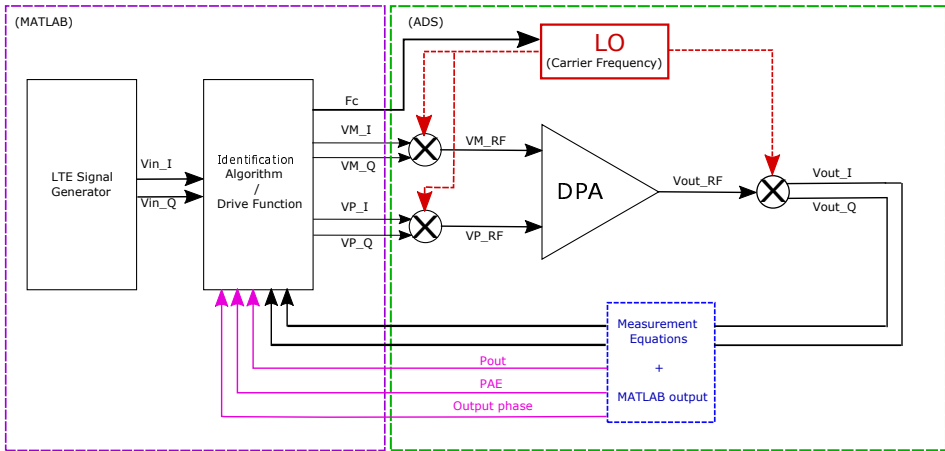 (MATLAB)
(ADS)
LO
(Carrier Frequency)
Fc
VM_I
VM_Q
VM_RF
LTE Signal
Generator
Vin_I
Vin_Q
Identification
Algorithm
/
Drive Function
DPA
Vout_RF
Vout_I
Vout_Q
VP_I
VP_Q
VP_RF
Measurement
Equations
+
MATLAB output
Pout
PAE
Output phase